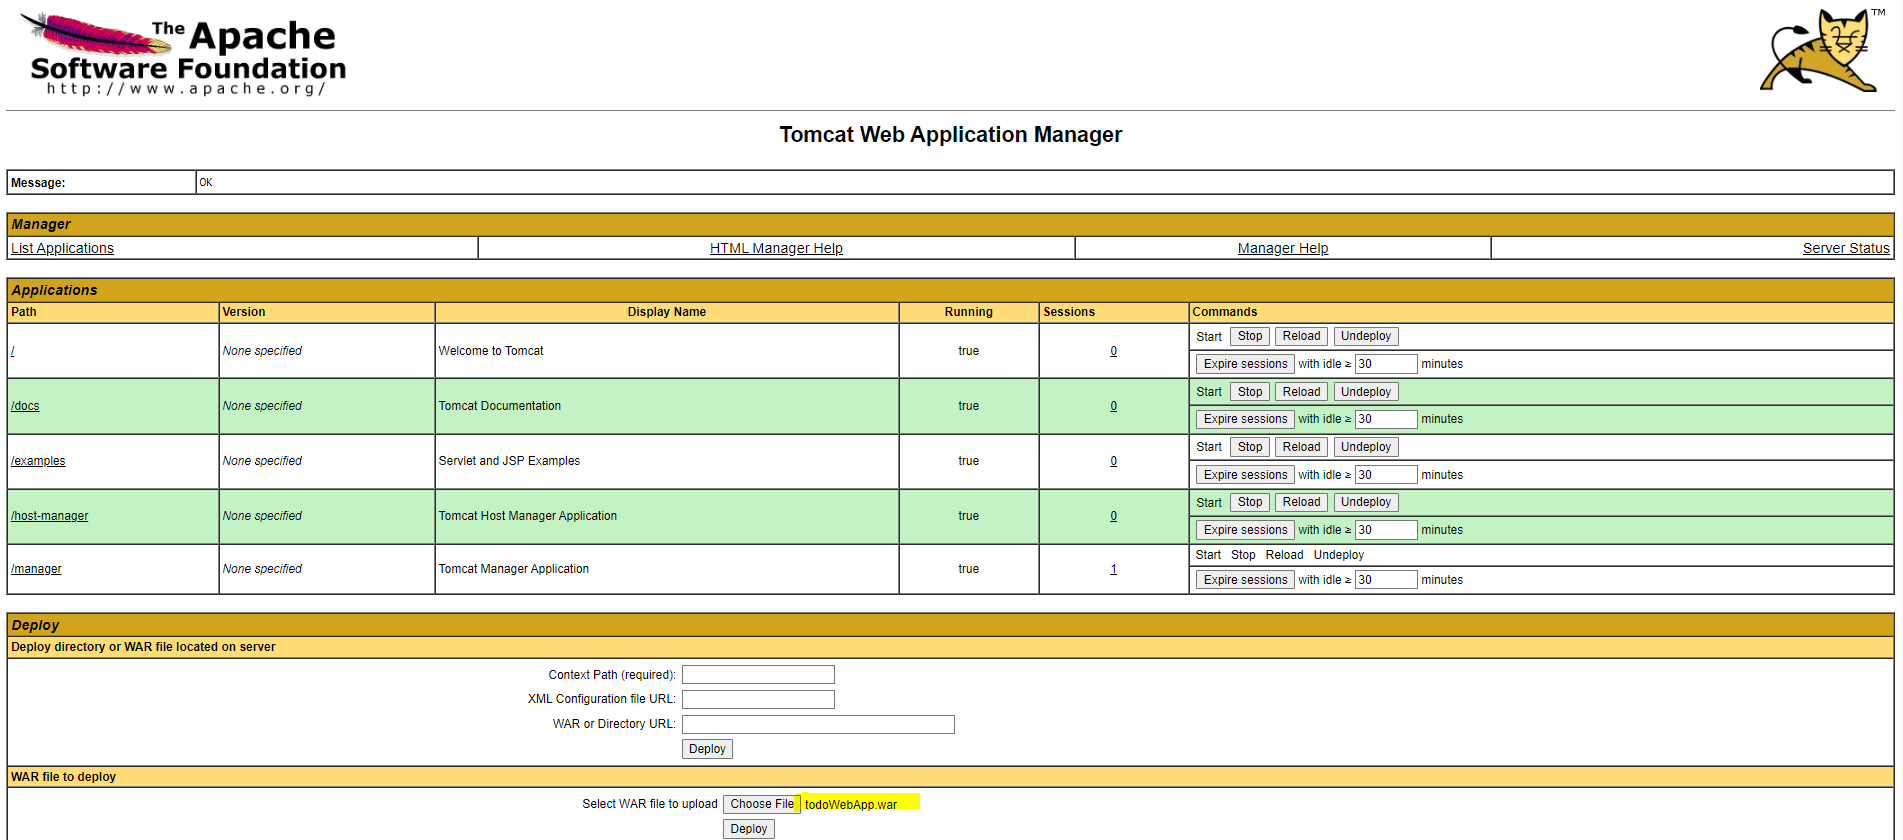 The Apache
Software Foundation
http://www.apache.org/
TM
Tomcat Web Application Manager
Message: OK
Manager
List Applications HTML Manager Help Manager Help Server Status
Applications
Path Version Display Name Running Sessions Commands
/ None specified Welcome to Tomcat true 0 Start Stop Reload Undeploy
Expire sessions with idle ≥ 30 minutes
/docs None specified Tomcat Documentation true 0 Start Stop Reload Undeploy
Expire sessions with idle ≥ 30 minutes
/examples None specified Servlet and JSP Examples true 0 Start Stop Reload Undeploy
Expire sessions with idle ≥ 30 minutes
/host-manager None specified Tomcat Host Manager Application true 0 Start Stop Reload Undeploy
Expire sessions with idle ≥ 30 minutes
/manager None specified Tomcat Manager Application true 1 Start Stop Reload Undeploy
Expire sessions with idle ≥ 30 minutes
Deploy
Deploy directory or WAR file located on server
Context Path (required):
XML Configuration file URL:
WAR or Directory URL:
Deploy
WAR file to deploy
Select WAR file to upload Choose File todoWebApp.war
Deploy